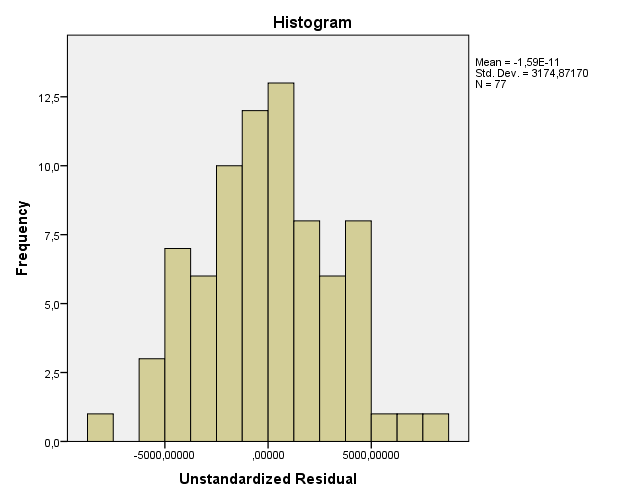 Histogram
Mean = -1,59E-11
Std. Dev. = 3174,87170
N = 77
12,5
10,0
7,5
5,0
2,5
0,0
Frequency
-5000,00000 ,00000 5000,00000
Unstandardized Residual